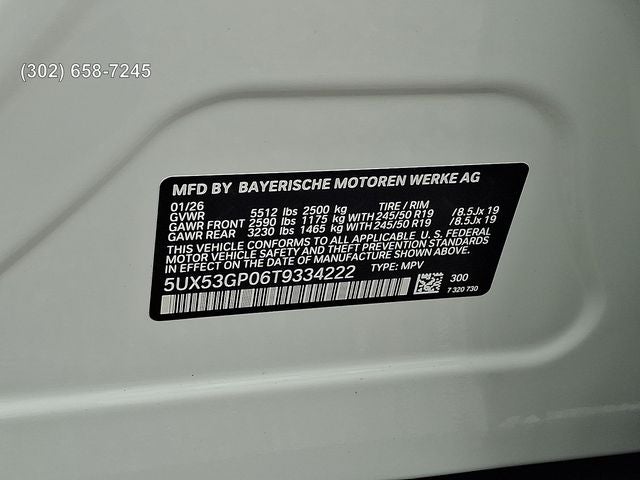 (302) 658-7245
MFD BY BAYERISCHE MOTOREN WERKE AG
01/26 TIRE / RIM
GVWR 5512 lbs 2500 kg
GAWR FRONT 2590 lbs 1175 kg WITH 245/50 R19 /8.5Jx 19
GAWR REAR 3230 lbs 1465 kg WITH 245/50 R19 /8.5Jx 19
THIS VEHICLE CONFORMS TO ALL APPLICABLE U.S. FEDERAL
MOTOR VEHICLE SAFETY AND THEFT PREVENTION STANDARDS
IN EFFECT ON THE DATE OF MANUFACTURE SHOWN ABOVE.
5UX53GP06T9334222 TYPE: MPV
300
7 320 730